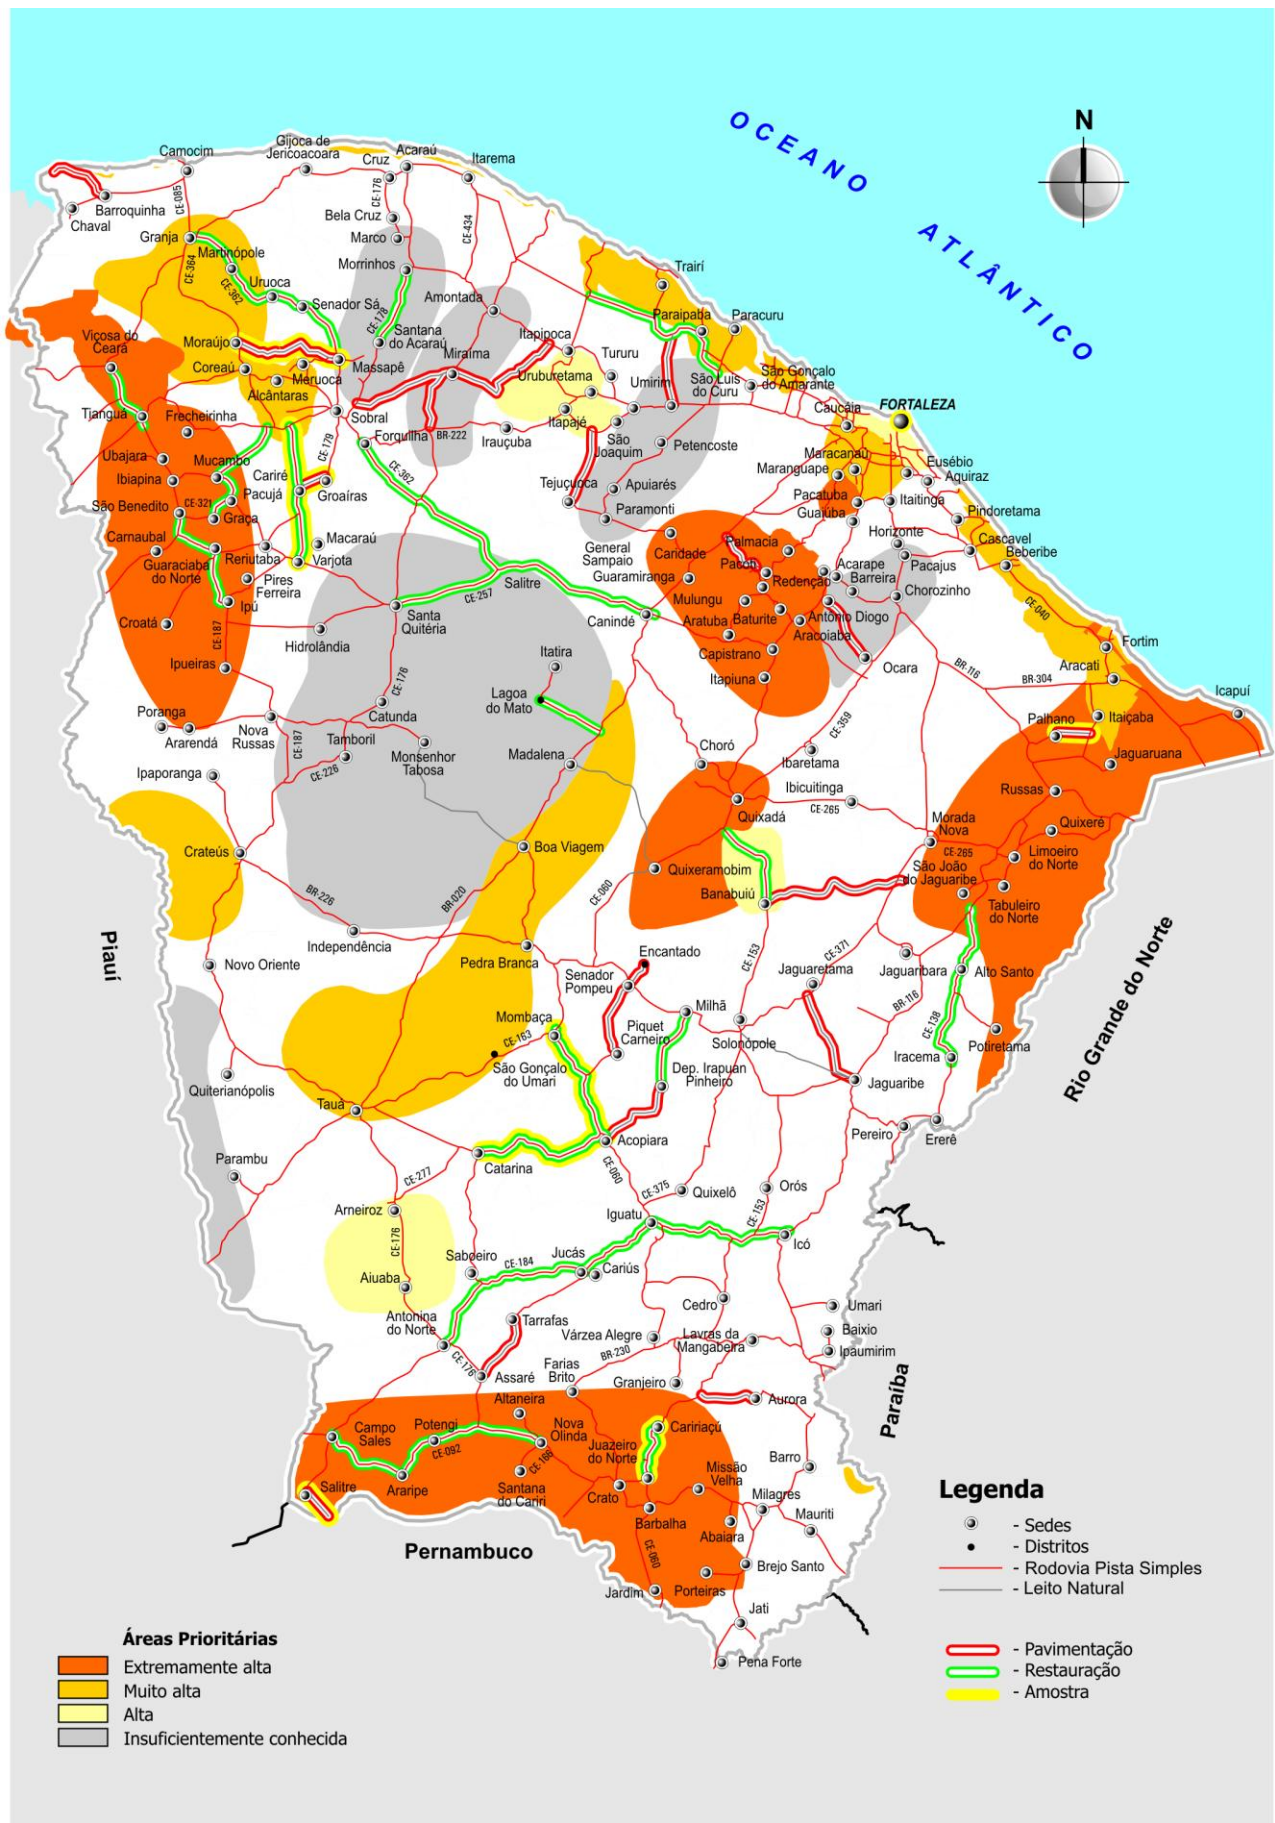 OCEANO ATLÂNTICO
N
Camocim
Gijoca de
Jericoacoara
Cruz
Acaraú
Itarema
Barroquinha
Chaval
CE-085
CE-176
Bela Cruz
Marco
CE-434
Granja
Martinópole
CE-364
CE-362
Uruoca
Senador Sá
Morrinhos
Amontada
Trairí
Paraipaba
Paracuru
CE-178
Santana
do Acaraú
Viçosa do
Ceará
Moraújo
Coreaú
Meruoca
Massapê
Alcântaras
Miraíma
Itapipoca
Tururu
Uruburetama
Umirim
São Luis
do Curu
São Gonçalo
do Amarante
Tianguá
Frecheirinha
Sobral
Forquilha
BR-222
Irauçuba
Itapajé
São
Joaquim
Petencoste
Caucáia
FORTALEZA
Ubajara
Ibiapina
Mucambo
Cariré
CE-179
Pacujá
Groaíras
CE-362
Tejuçuoca
Apuiarés
Paramonti
Maracanaú
Maranguape
Eusébio
Aquiraz
Pacatuba
Itaitinga
Guaiúba
Pindoretama
São Benedito
CE-321
Graça
Carnaubal
Guaraciaba
do Norte
Reriutaba
Macaraú
Varjota
Pires
Ferreira
Ipú
Croatá
CE-187
Hidrolândia
Santa
Quitéria
CE-257
Salitre
General
Sampaio
Caridade
Guaramiranga
Palmacia
Pacoti
Redenção
Horizonte
Cascavel
Beberibe
Acarape
Barreira
Pacajus
Chorozinho
Mulungu
Aratuba
Baturite
Antônio Diogo
Aracoiaba
CE-040
Canindé
Capistrano
Ocara
Itapiuna
Fortim
Aracati
Icapuí
BR-116
BR-304
Ipueiras
Itatira
CE-176
Lagoa
do Mato
Catunda
Poranga
Ararendá
Nova
Russas
CE-187
Tamboril
CE-226
Monsenhor
Tabosa
Madalena
Choró
CE-359
Ibaretama
Palhano
Itaiçaba
Jaguaruana
Ipaporanga
Ibicuitinga
CE-265
Quixadá
Russas
Morada
Nova
Quixeré
CE-265
Limoeiro
do Norte
Crateús
Boa Viagem
Quixeramobim
Banabuiú
São João
do Jaguaribe
Tabuleiro
do Norte
BR-226
BR-020
CE-060
Independência
Pedra Branca
Encantado
CE-153
CE-371
Jaguaretama
Jaguaribara
Alto Santo
Piauí
Novo Oriente
Senador
Pompeu
Milhã
BR-116
Mombaça
Piquet
Carneiro
Solonópole
CE-138
Potiretama
Rio Grande do Norte
CE-163
São Gonçalo
do Umari
Dep. Irapuan
Pinheiro
Iracema
Quiterianópolis
Jaguaribe
Tauá
Pereiro
Ererê
Acopiara
Catarina
Parambu
CE-277
CE-060
CE-375
Quixelô
Orós
Arneiroz
CE-176
Iguatu
CE-153
Icó
Saboeiro
CE-184
Jucás
Cariús
Aiuaba
Cedro
Umari
Antonina
do Norte
Tarrafas
Várzea Alegre
Lavras da
Mangabeira
Baixio
Ipaumirim
CE-176
BR-230
Assaré
Farias
Brito
Granjeiro
Aurora
Paraíba
Altaneira
Campo
Sales
Potengi
CE-092
Nova
Olinda
Caririaçú
Juazeiro
do Norte
CE-166
Missão
Velha
Barro
Salitre
Araripe
Santana
do Cariri
Crato
Milagres
Mauriti
Barbalha
Abaiara
Pernambuco
CE-060
Brejo Santo
Jardim
Porteiras
Jati
Pena Forte
Legenda
- Sedes
- Distritos
- Rodovia Pista Simples
- Leito Natural
- Pavimentação
- Restauração
- Amostra
Áreas Prioritárias
Extremamente alta
Muito alta
Alta
Insuficientemente conhecida